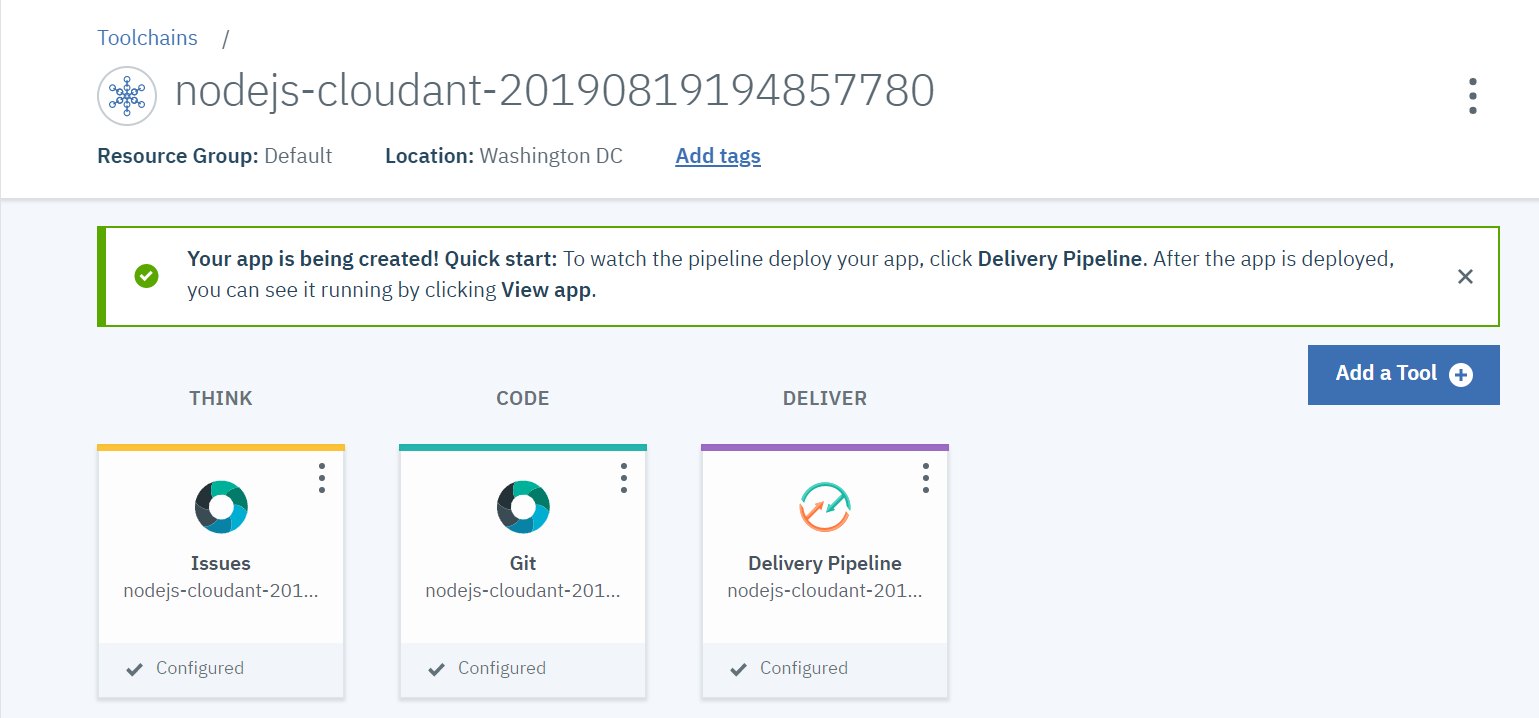 Toolchains /
nodejs-cloudant-20190819194857780
Resource Group: Default Location: Washington DC Add tags
Your app is being created! Quick start: To watch the pipeline deploy your app, click Delivery Pipeline. After the app is deployed,
you can see it running by clicking View app.
Add a Tool
THINK CODE DELIVER
Issues Git Delivery Pipeline
nodejs-cloudant-201... nodejs-cloudant-201... nodejs-cloudant-201...
Configured Configured Configured